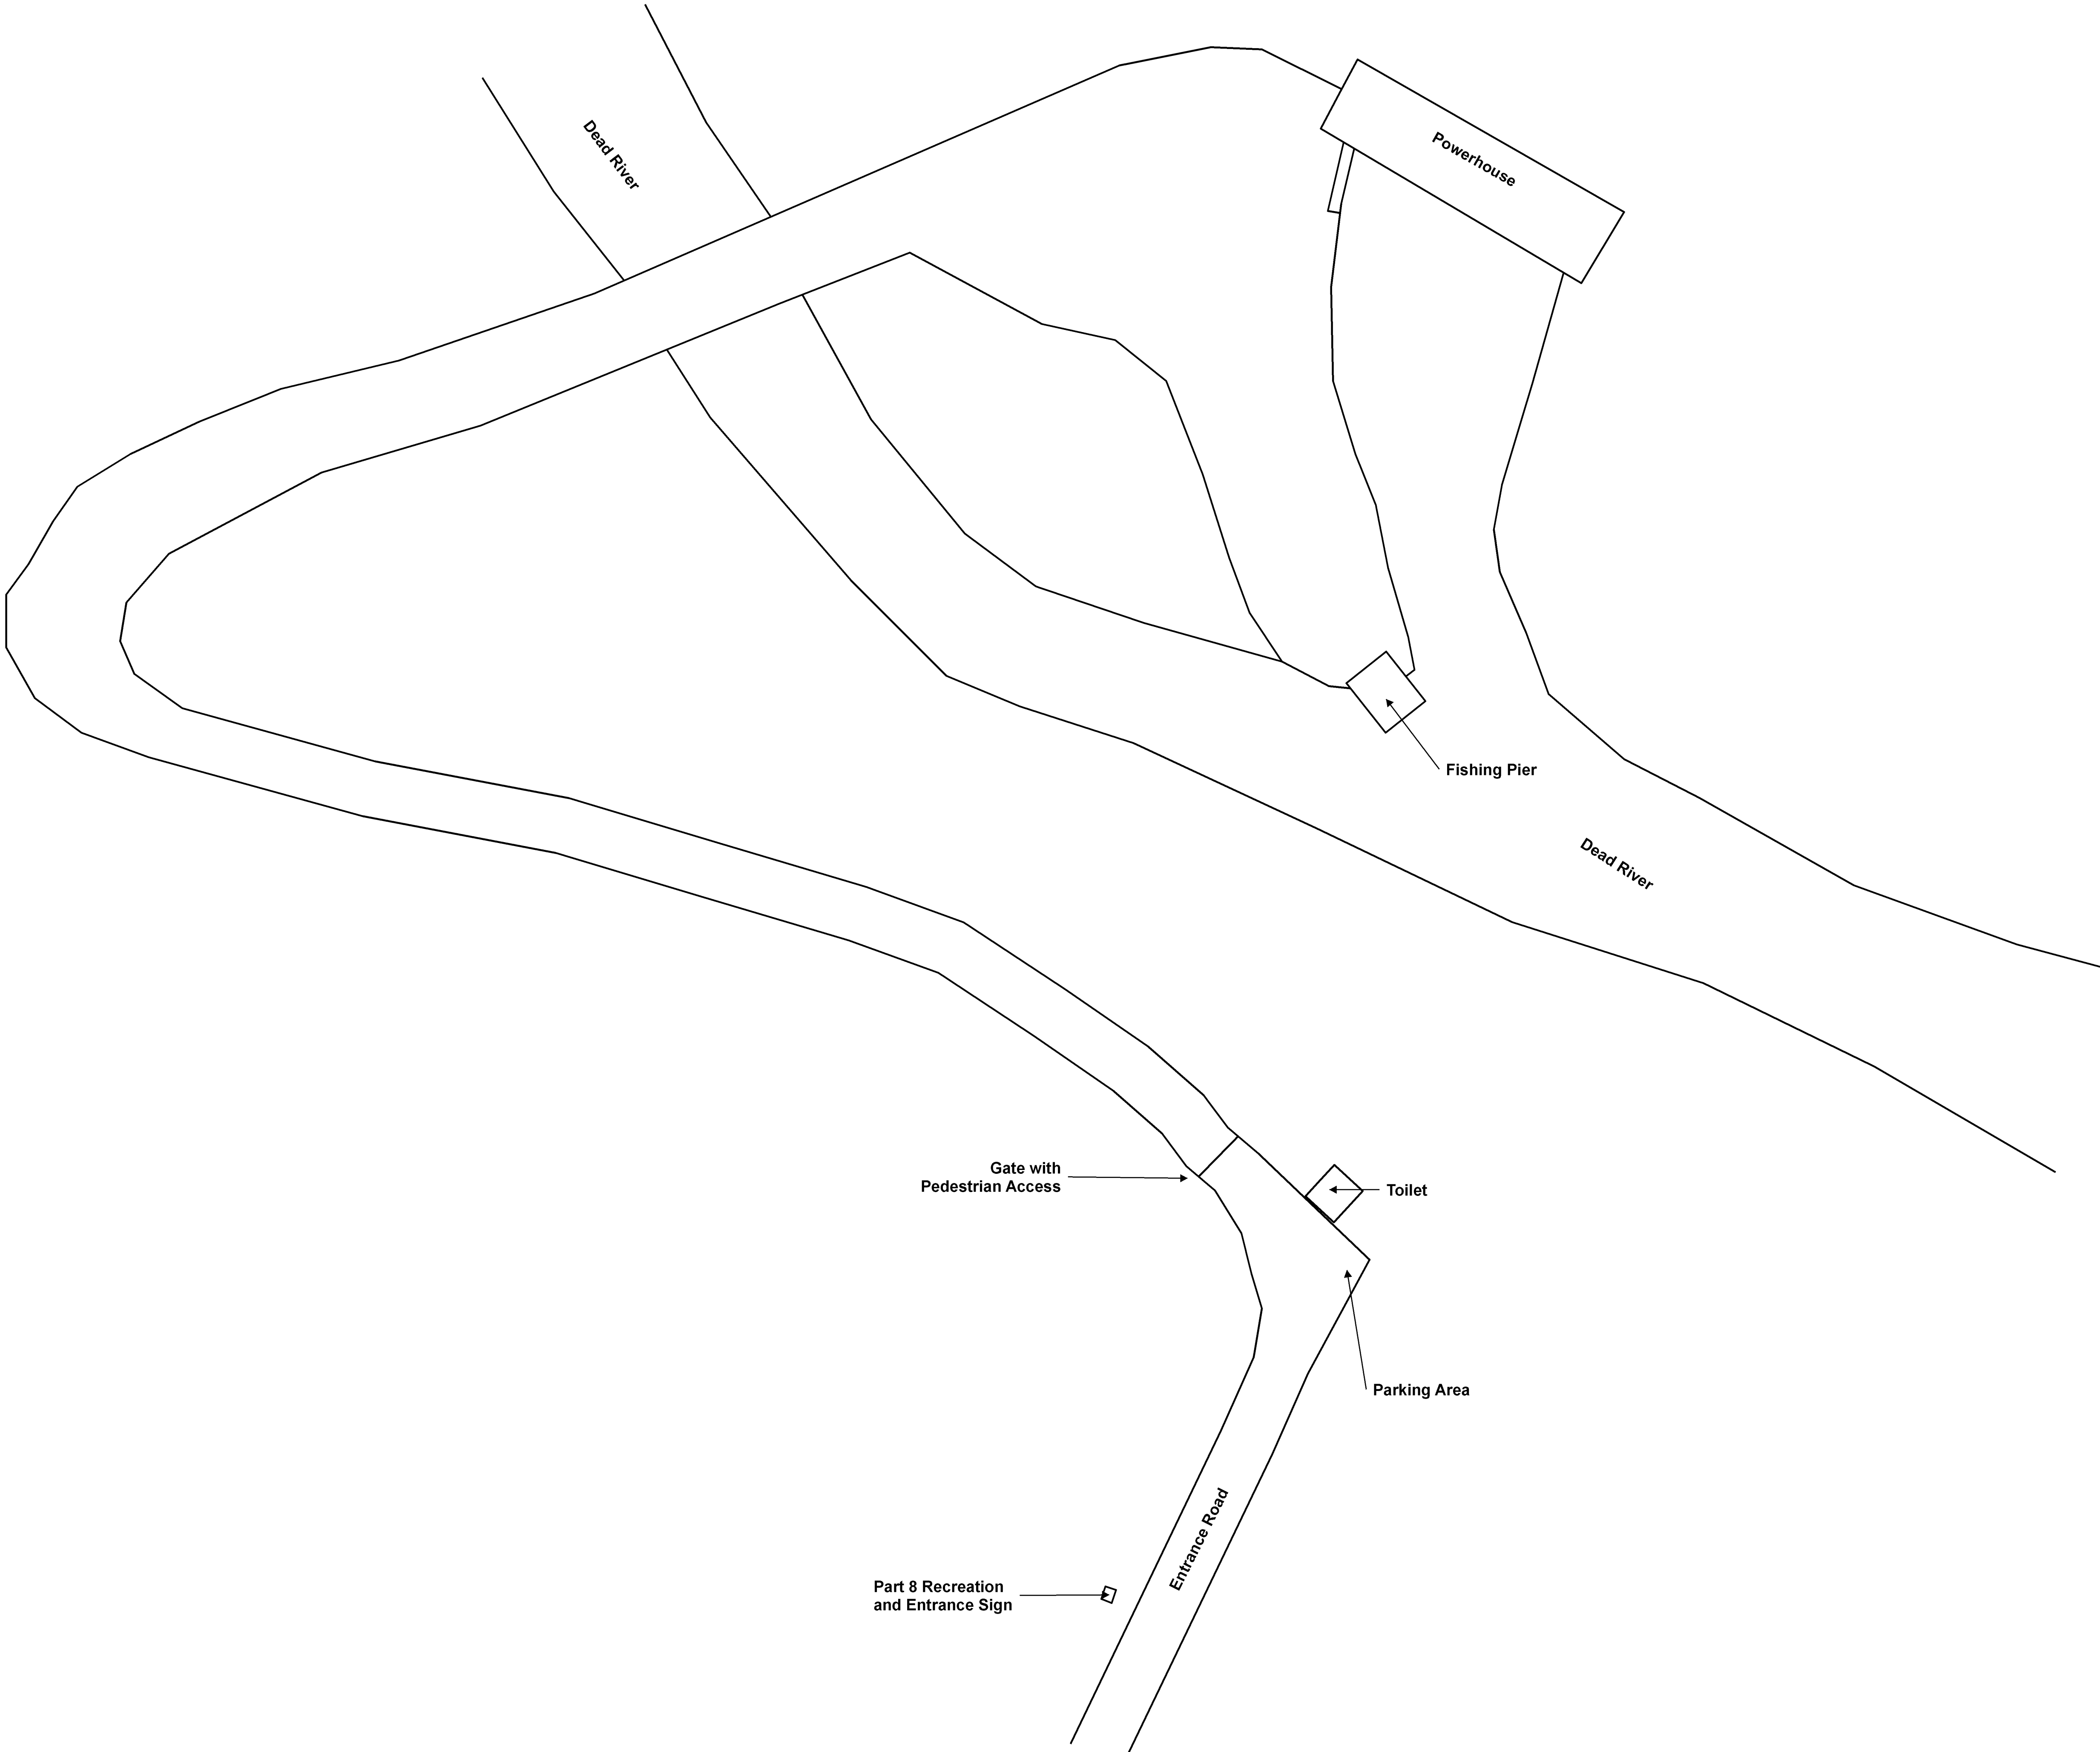 Dead River
Powerhouse
Fishing Pier
Dead River
Gate with
Pedestrian Access
Toilet
Parking Area
Entrance Road
Part 8 Recreation
and Entrance Sign